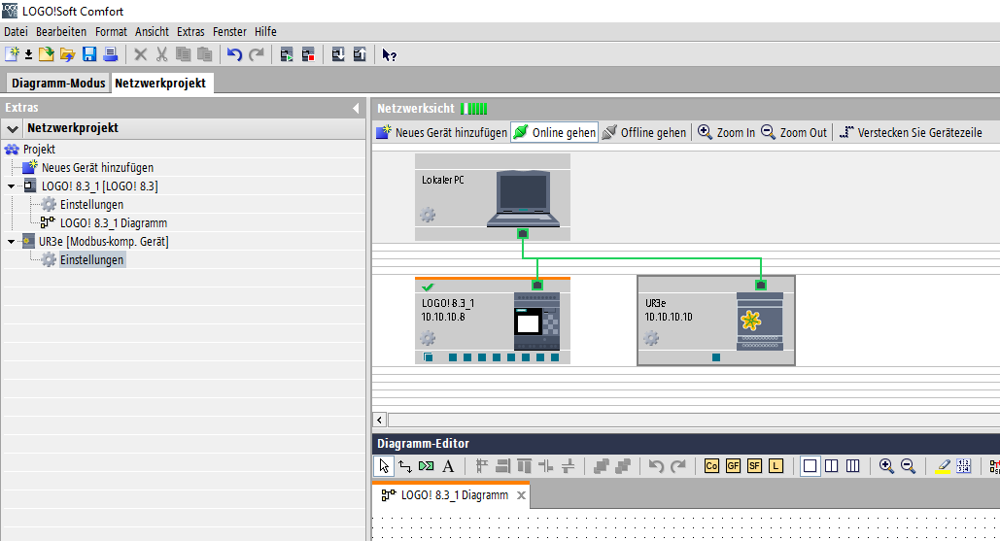 LOGO!Soft Comfort
Datei Bearbeiten Format Ansicht Extras Fenster Hilfe
Diagramm-Modus Netzwerkprojekt
Extras
Netzwerkprojekt
Projekt
Neues Gerät hinzufügen
LOGO! 8.3_1 [LOGO! 8.3]
Einstellungen
LOGO! 8.3_1 Diagramm
UR3e [Modbus-komp. Gerät]
Einstellungen
Netzwerksicht
Neues Gerät hinzufügen Online gehen Offline gehen Zoom In Zoom Out Verstecken Sie Gerätezeile
Lokaler PC
LOGO! 8.3_1
10.10.10.8
UR3e
10.10.10.10
Diagramm-Editor
A Co GF SF L
LOGO! 8.3_1 Diagramm